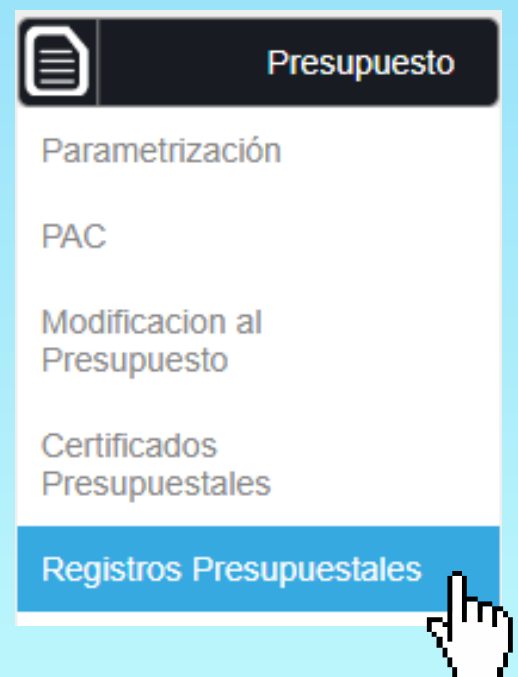 Presupuesto
Parametrización
PAC
Modificacion al
Presupuesto
Certificados
Presupuestales
Registros Presupuestales